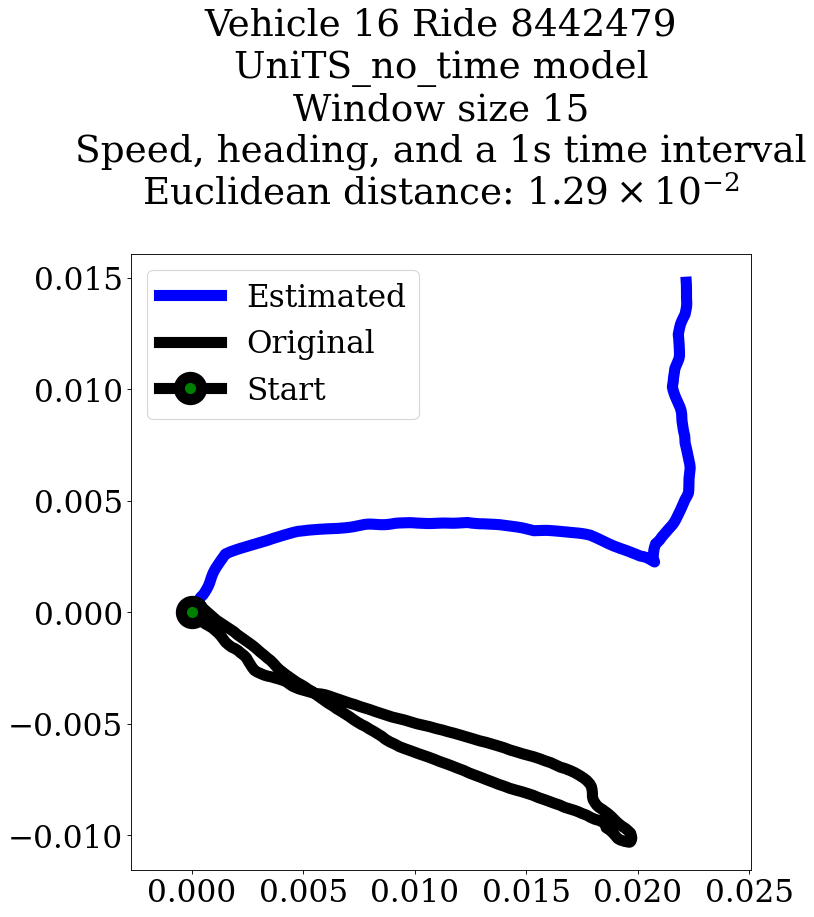 Vehicle 16 Ride 8442479
UniTS_no_time model
Window size 15
Speed, heading, and a 1s time interval
Euclidean distance: 1.29 × 10⁻²
Estimated
Original
Start
0.015
0.010
0.005
0.000
−0.005
−0.010
0.000 0.005 0.010 0.015 0.020 0.025